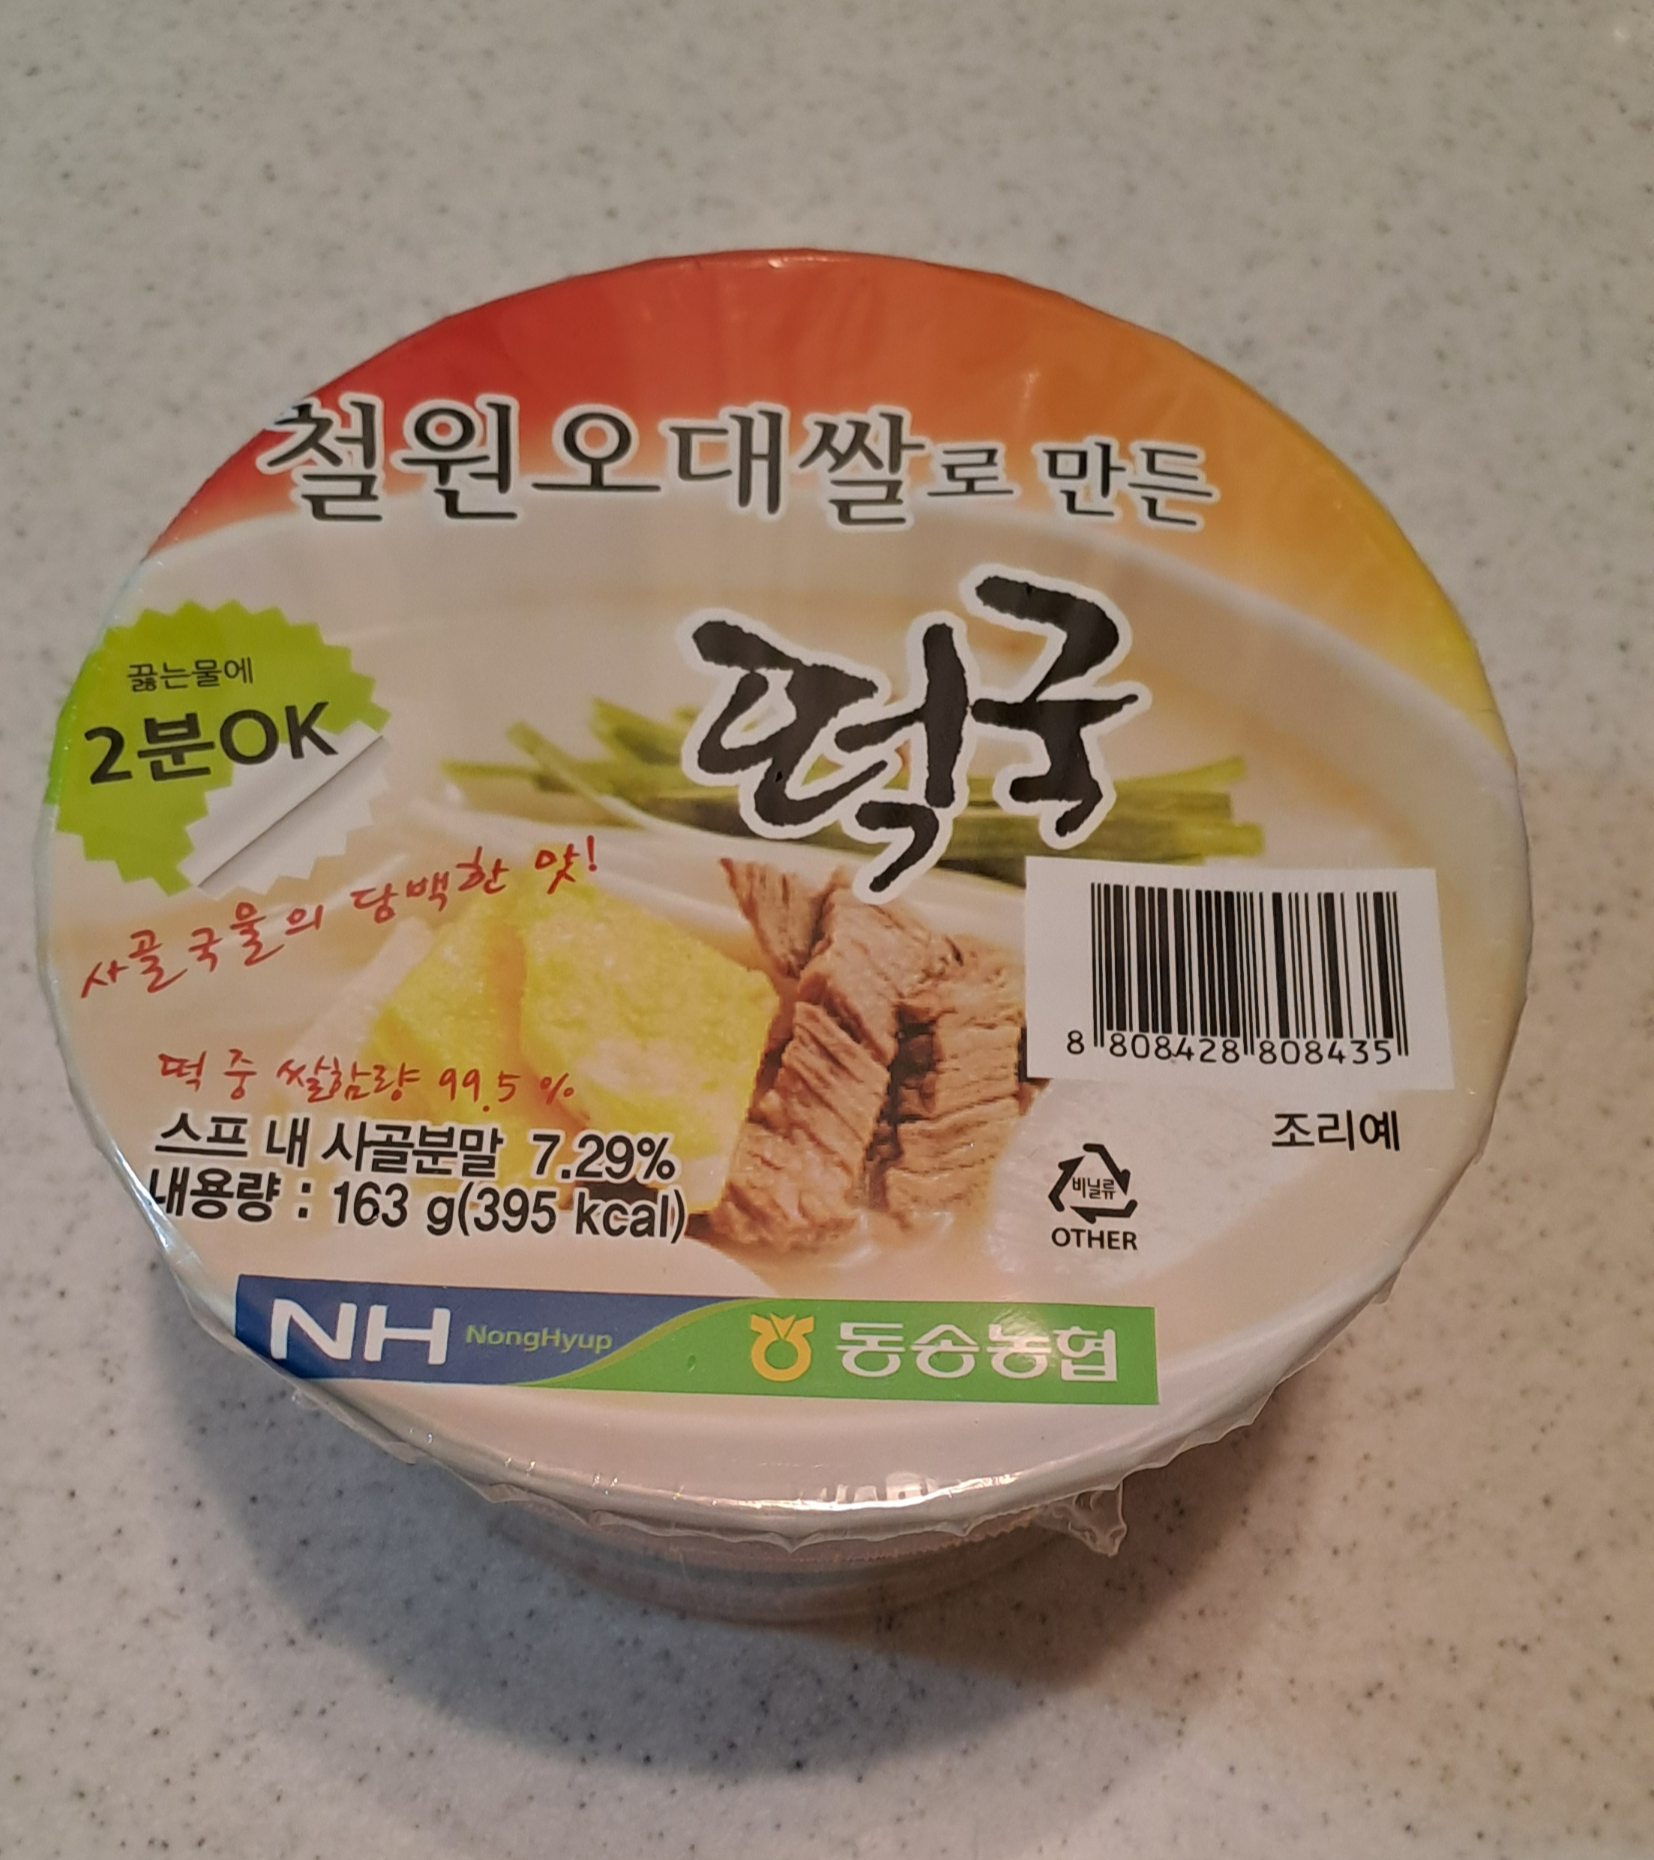 철원오대쌀로 만든
떡국
끓는물에
2분OK
사골국물의 담백한 맛!
떡 중 쌀함량 99.5%
스프 내 사골분말 7.29%
내용량 : 163 g(395 kcal)
8 808428 808435
조리예
비닐류
OTHER
NH NongHyup 동송농협